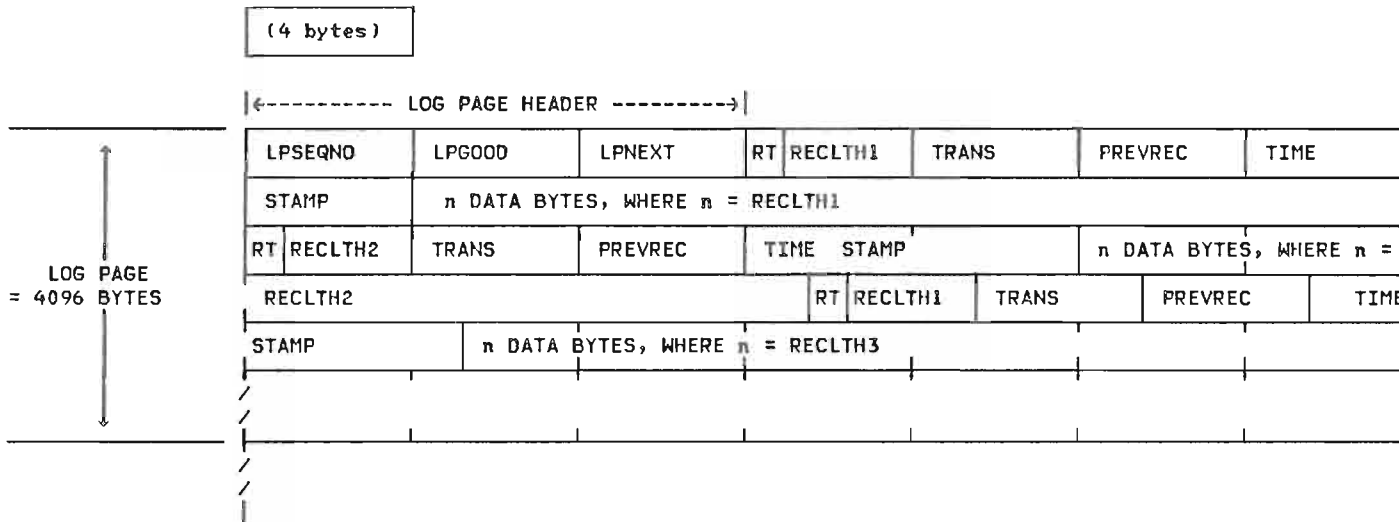 (4 bytes)
|<---------- LOG PAGE HEADER --------->|
LPSEQNO LPGOOD LPNEXT RT RECLTH1 TRANS PREVREC TIME
STAMP n DATA BYTES, WHERE n = RECLTH1
RT RECLTH2 TRANS PREVREC TIME STAMP n DATA BYTES, WHERE n =
LOG PAGE
= 4096 BYTES
RECLTH2 RT RECLTH1 TRANS PREVREC TIME
STAMP n DATA BYTES, WHERE n = RECLTH3